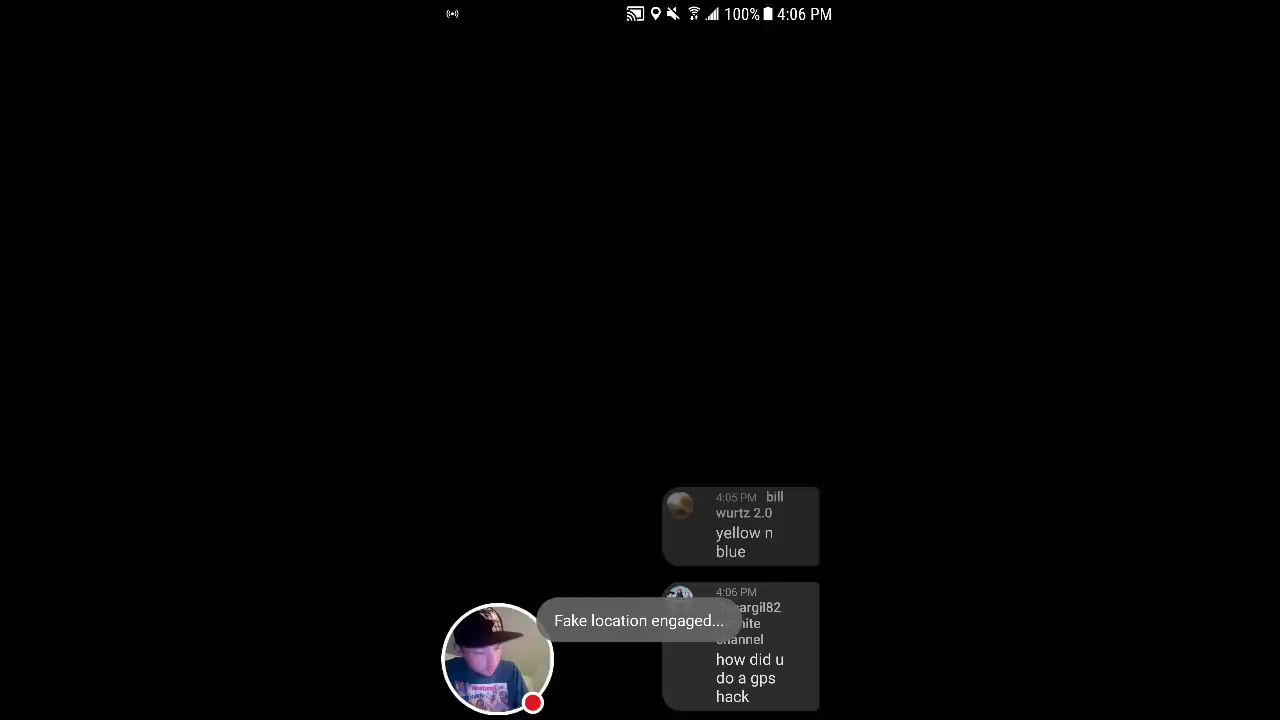 100% 4:06 PM
4:05 PM bill
wurtz 2.0
yellow n
blue
4:06 PM
Fake location engaged...
channel
how did u
do a gps
hack